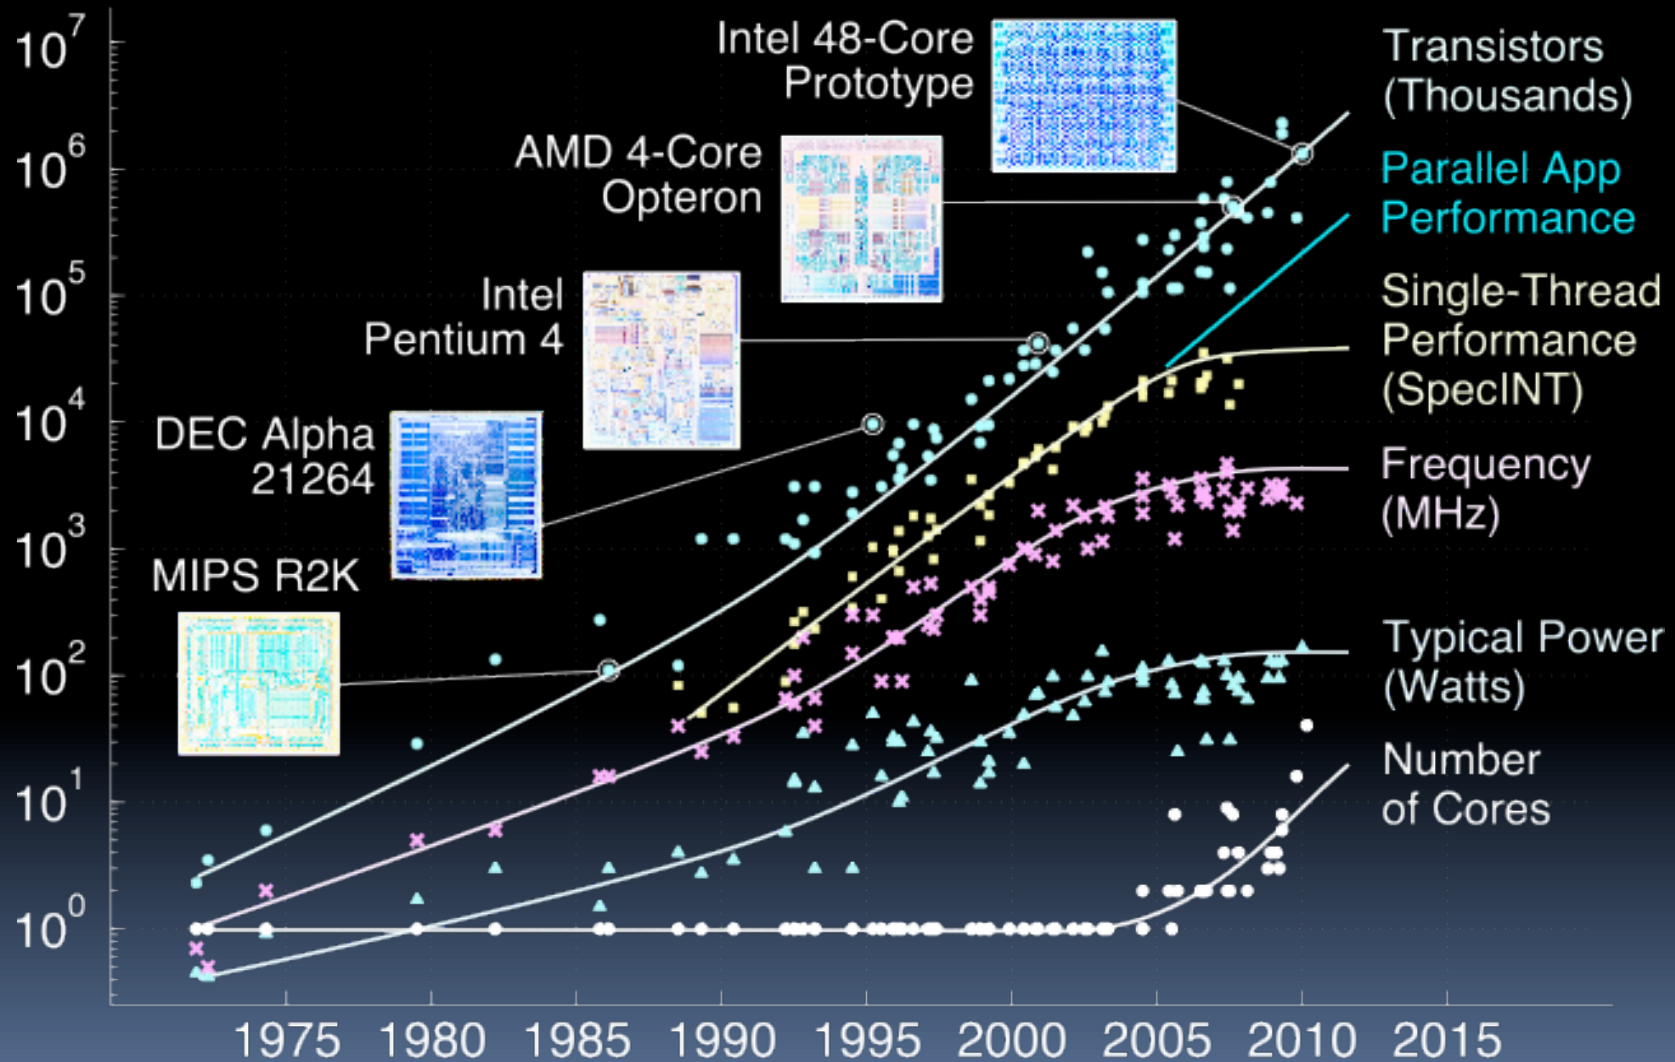 10^7
10^6
10^5
10^4
10^3
10^2
10^1
10^0
Intel 48-Core
Prototype
AMD 4-Core
Opteron
Intel
Pentium 4
DEC Alpha
21264
MIPS R2K
Transistors
(Thousands)
Parallel App
Performance
Single-Thread
Performance
(SpecINT)
Frequency
(MHz)
Typical Power
(Watts)
Number
of Cores
1975 1980 1985 1990 1995 2000 2005 2010 2015